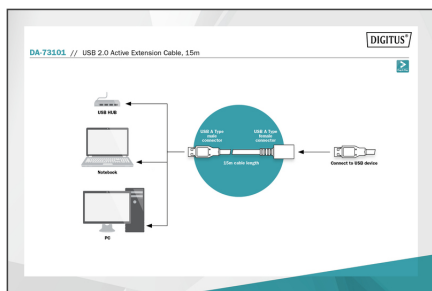 DIGITUS®
DA-73101 // USB 2.0 Active Extension Cable, 15m
USB HUB
USB A Type
male
connector
USB A Type
female
connector
15m cable length
Notebook
Connect to USB device
PC